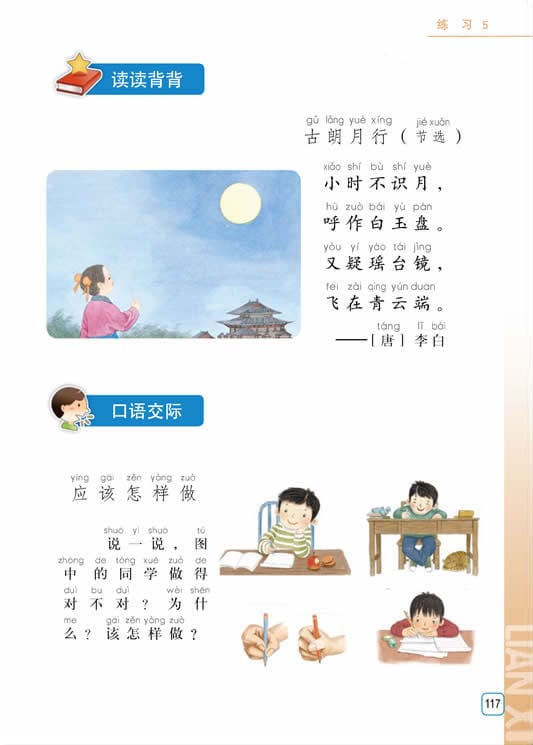 练 习 5
读读背背
gǔ lǎng yuè xíng jié xuǎn
古 朗 月 行 ( 节 选 )
xiǎo shí bù shí yuè
小 时 不 识 月 ,
hū zuò bái yù pán
呼 作 白 玉 盘 。
yòu yí yáo tái jìng
又 疑 瑶 台 镜 ,
fēi zài qīng yún duān
飞 在 青 云 端 。
táng lǐ bái
——[ 唐 ] 李 白
口语交际
yīng gāi zěn yàng zuò
应 该 怎 样 做
shuō yi shuō tú
说 一 说 , 图
zhōng de tóng xué zuò de
中 的 同 学 做 得
duì bu duì wèi shén
对 不 对 ? 为 什
me gāi zěn yàng zuò
么 ? 该 怎 样 做 ?
LIAN XI
117